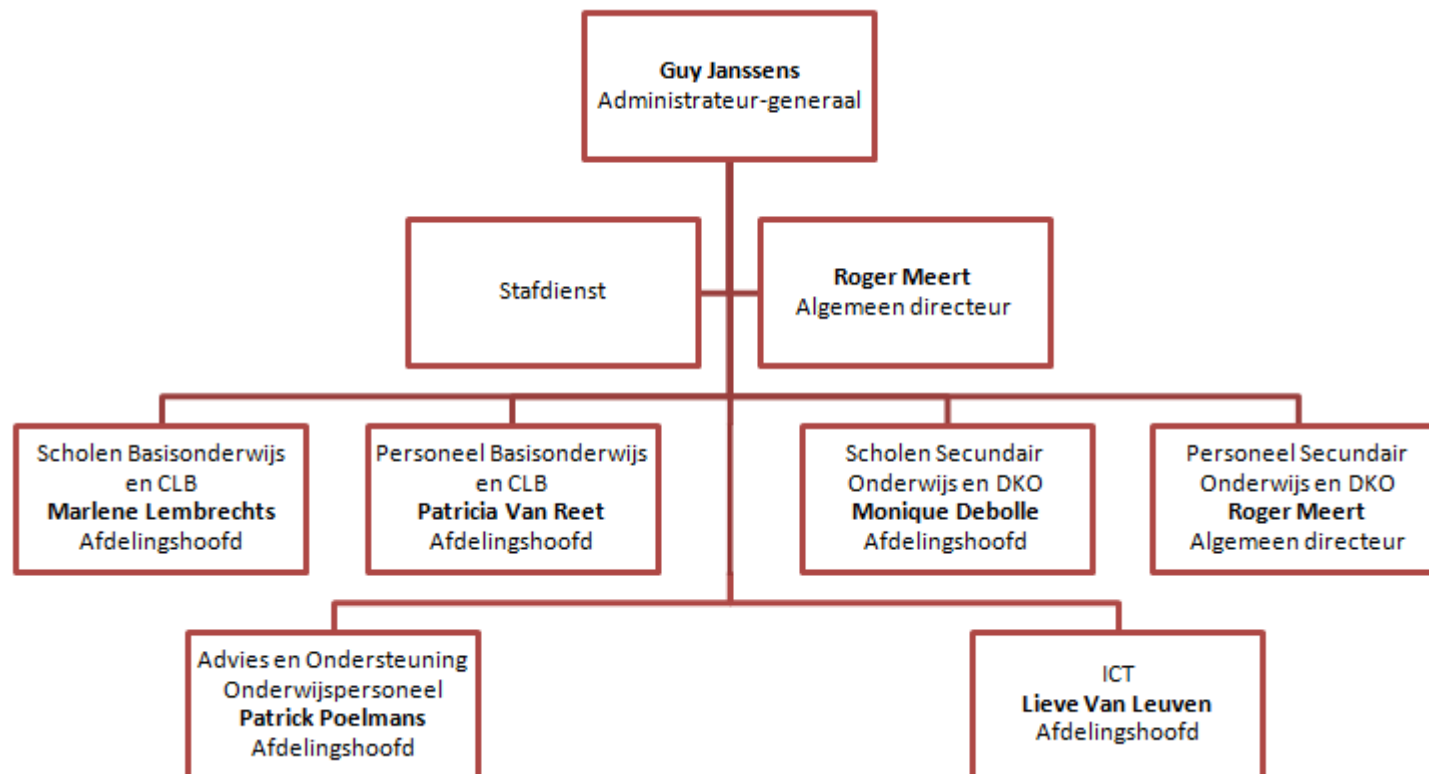 Guy Janssens
Administrateur-generaal
Stafdienst
Roger Meert
Algemeen directeur
Scholen Basisonderwijs
en CLB
Marlene Lembrechts
Afdelingshoofd
Personeel Basisonderwijs
en CLB
Patricia Van Reet
Afdelingshoofd
Scholen Secundair
Onderwijs en DKO
Monique Debolle
Afdelingshoofd
Personeel Secundair
Onderwijs en DKO
Roger Meert
Algemeen directeur
Advies en Ondersteuning
Onderwijspersoneel
Patrick Poelmans
Afdelingshoofd
ICT
Lieve Van Leuven
Afdelingshoofd